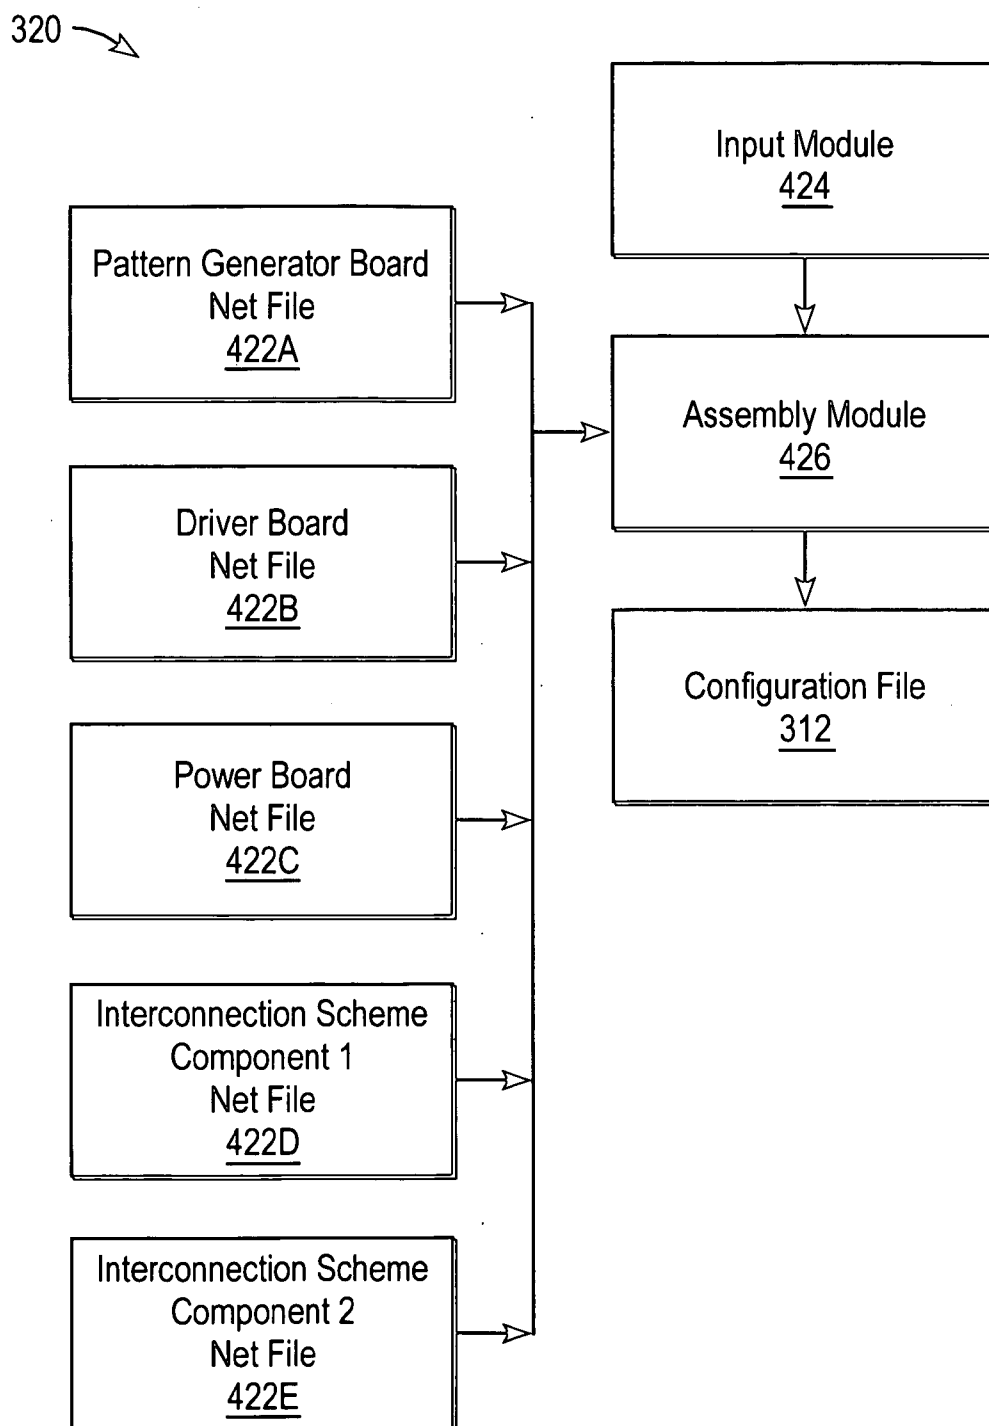 320
Input Module
424
Pattern Generator Board
Net File
422A
Assembly Module
426
Driver Board
Net File
422B
Configuration File
312
Power Board
Net File
422C
Interconnection Scheme
Component 1
Net File
422D
Interconnection Scheme
Component 2
Net File
422E